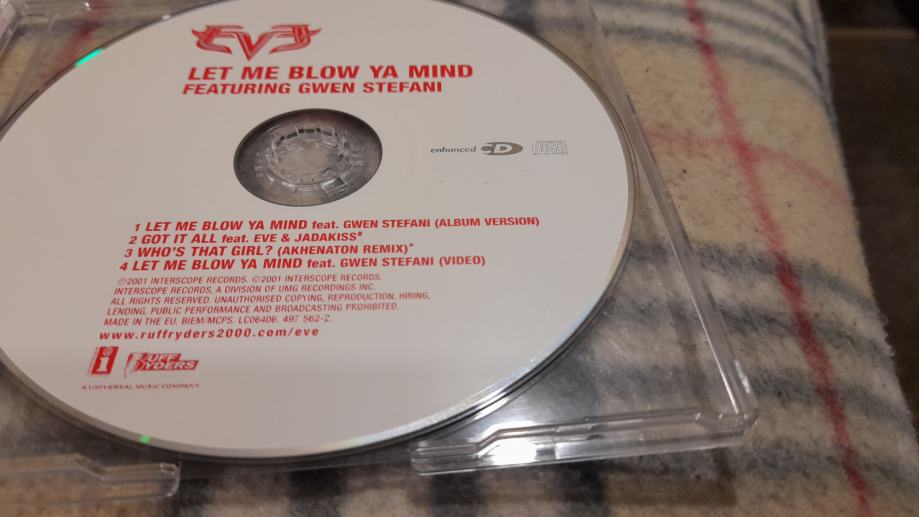 EVE
LET ME BLOW YA MIND
FEATURING GWEN STEFANI
enhanced CD
1 LET ME BLOW YA MIND feat. GWEN STEFANI (ALBUM VERSION)
2 GOT IT ALL feat. EVE & JADAKISS#
3 WHO'S THAT GIRL? (AKHENATON REMIX)*
4 LET ME BLOW YA MIND feat. GWEN STEFANI (VIDEO)
℗2001 INTERSCOPE RECORDS. ©2001 INTERSCOPE RECORDS.
INTERSCOPE RECORDS, A DIVISION OF UMG RECORDINGS INC.
ALL RIGHTS RESERVED. UNAUTHORISED COPYING, REPRODUCTION, HIRING,
LENDING, PUBLIC PERFORMANCE AND BROADCASTING PROHIBITED.
MADE IN THE EU. BIEM/MCPS. LC06406. 497 562-2.
www.ruffryders2000.com/eve
i RUFF
RYDERS
A UNIVERSAL MUSIC COMPANY